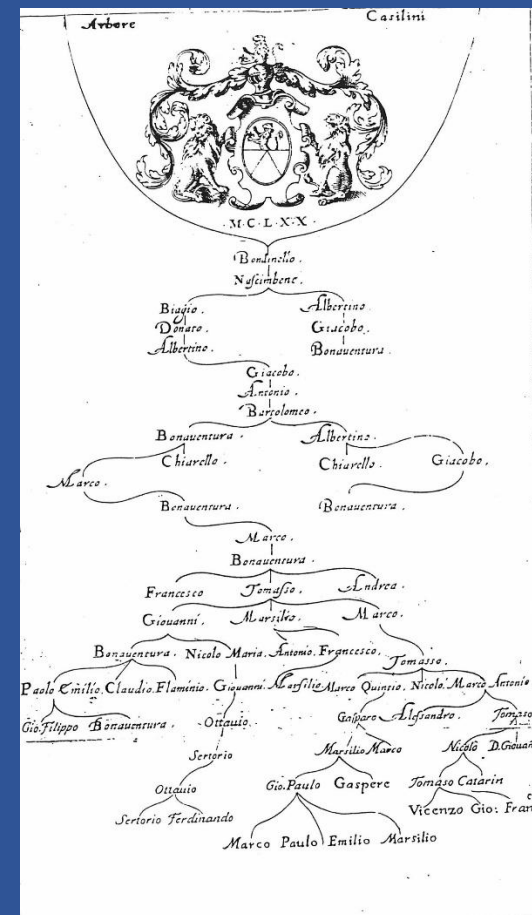 Arbore Casilini
·M·C·L·X·X·
Bondinello.
Nascimbene.
Biagio. Albertino
Donato. Giacobo.
Albertino. Bonauentura.
Giacobo.
Antonio.
Bartolomeo.
Bonauentura. Albertino.
Chiarello. Chiarello. Giacobo.
Marco.
Bonauentura. Bonauentura.
Marco.
Bonauentura.
Francesco Tomasso. Andrea.
Giouanni. Marsilio. Marco.
Bonauentura. Nicolo Maria. Antonio. Francesco.
Tomasso.
Paolo Emilio. Claudio. Flaminio. Giouanni. Marsilio Marco Quintio. Nicolo. Marco Antonio
Gio. Filippo Bonauentura. Ottauio. Gasparo Alessandro. Tomaso
Sertorio Marsilio Marco Nicolò D. Giouan
Ottauio Gio. Paulo Gaspere Tomaso Catarin
Sertorio Ferdinando Vicenzo Gio: Fran
Marco Paulo Emilio Marsilio